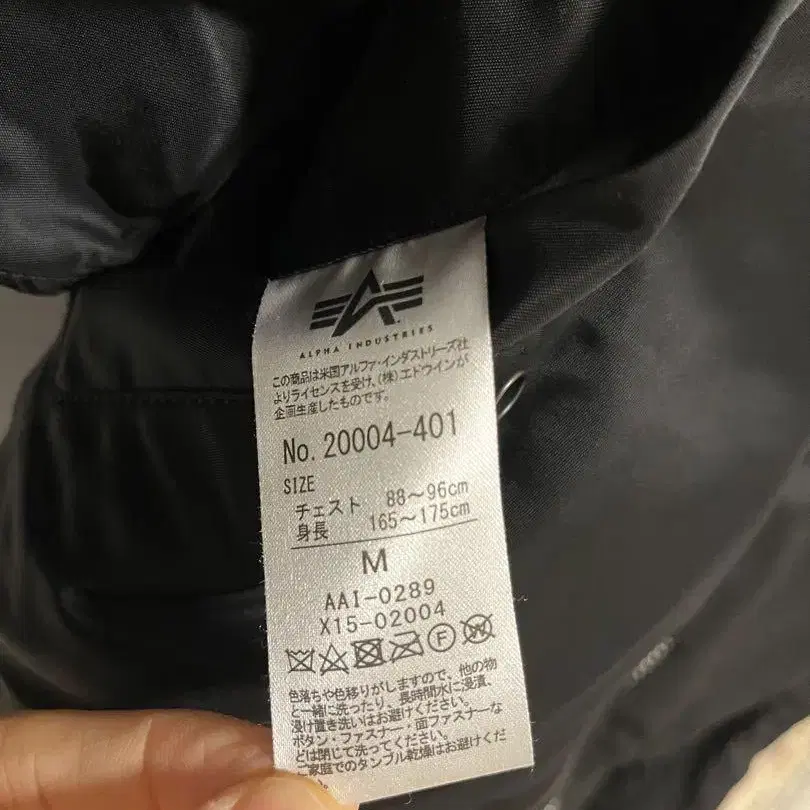 ALPHA INDUSTRIES
この商品は米国アルファ・インダストリーズ社
よりライセンスを受け、(株)エドウインが
企画生産したものです。
No. 20004-401
SIZE
チェスト 88〜96cm
身長 165〜175cm
M
AAI-0289
X15-02004
F W
色落ちや色移りがしますので、他の物
と一緒に洗ったり、長時間水に浸漬、
浸け置き洗いはお避けください。
ボタン・ファスナー・面ファスナーな
どは閉じて洗ってください。
ご家庭でのタンブル乾燥はお避けくだ
い。